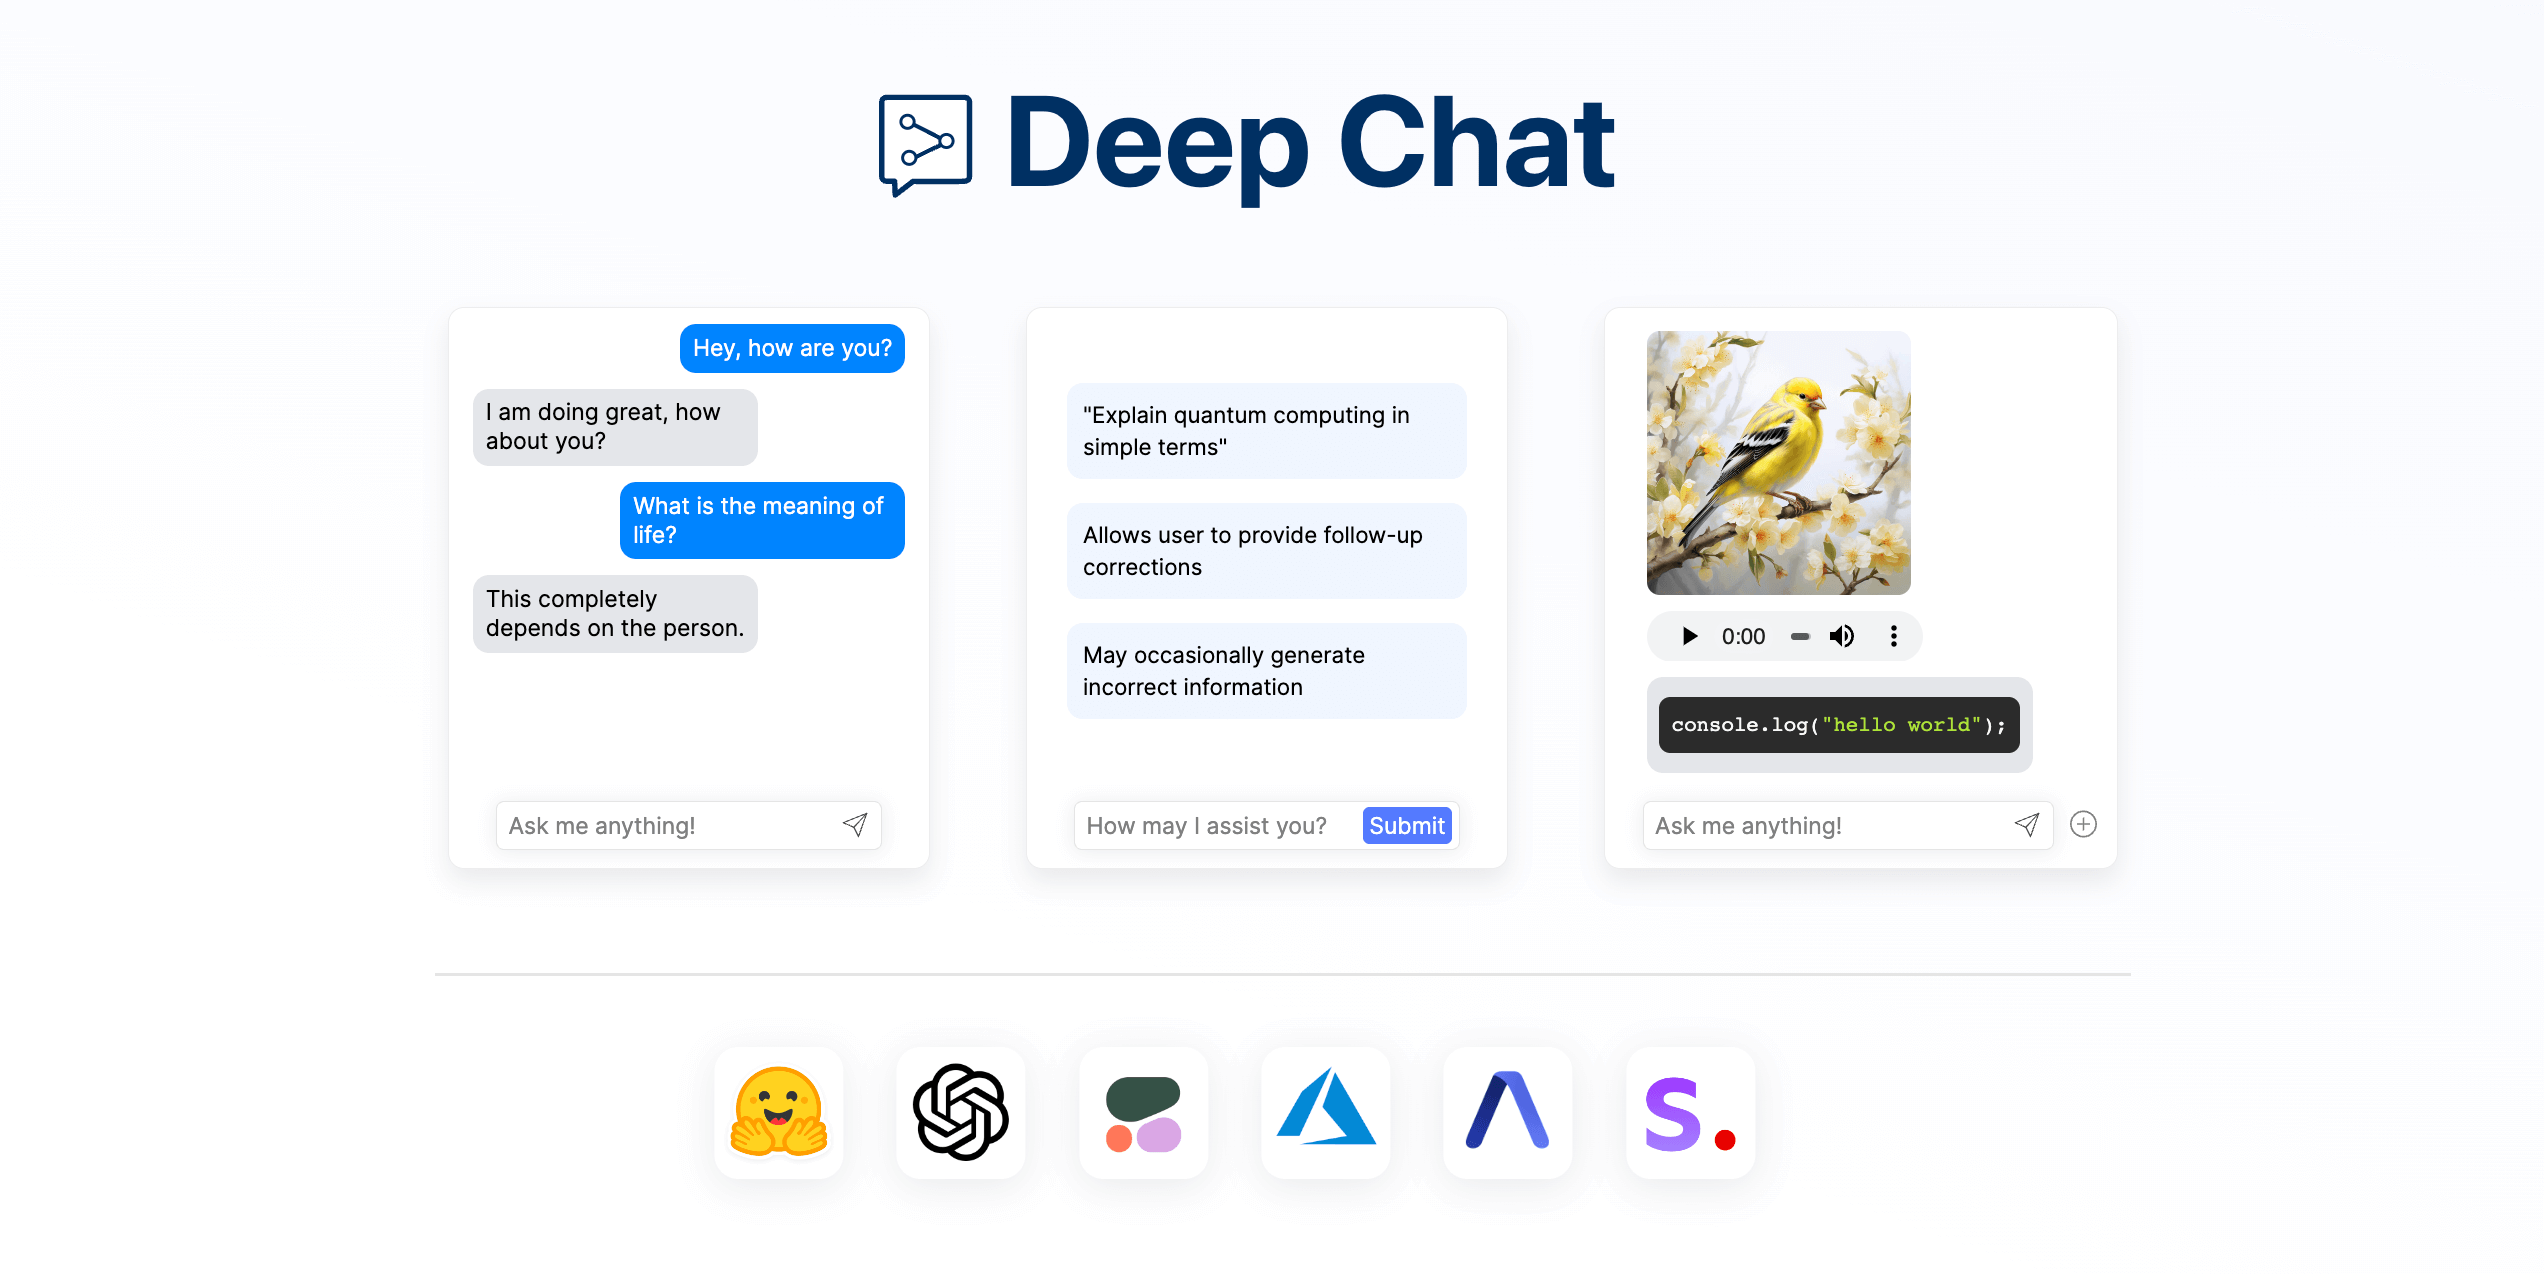 Deep Chat
Hey, how are you?
I am doing great, how
about you?
What is the meaning of
life?
This completely
depends on the person.
Ask me anything!
"Explain quantum computing in
simple terms"
Allows user to provide follow-up
corrections
May occasionally generate
incorrect information
How may I assist you?
Submit
0:00
console.log("hello world");
Ask me anything!
S.